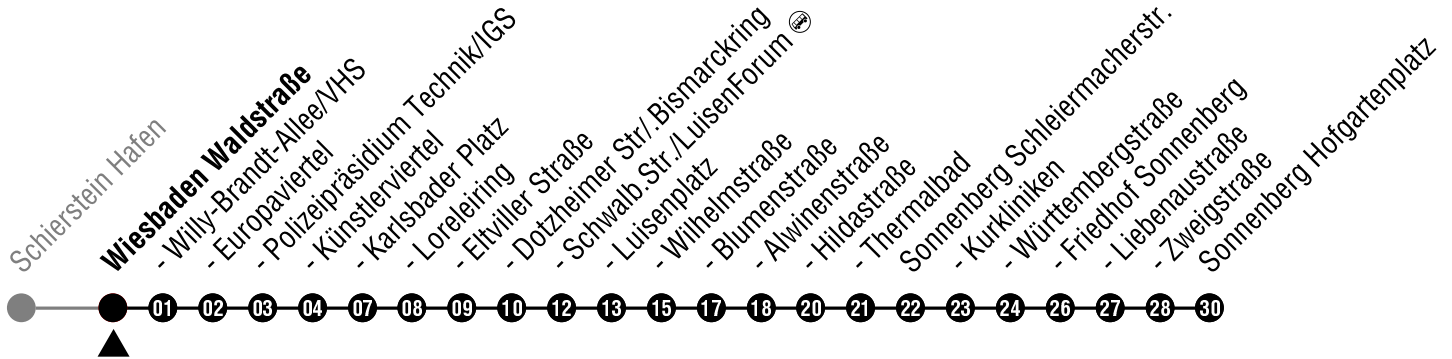 Schierstein Hafen
Wiesbaden Waldstraße
- Willy-Brandt-Allee/VHS
- Europaviertel
- Polizeipräsidium Technik/IGS
- Künstlerviertel
- Karlsbader Platz
- Loreleiring
- Eltviller Straße
- Dotzheimer Str/.Bismarckring
- Schwalb.Str./LuisenForum
- Luisenplatz
- Wilhelmstraße
- Blumenstraße
- Alwinenstraße
- Hildastraße
- Thermalbad
Sonnenberg Schleiermacherstr.
- Kurkliniken
- Württembergstraße
- Friedhof Sonnenberg
- Liebenaustraße
- Zweigstraße
Sonnenberg Hofgartenplatz
01 02 03 04 07 08 09 10 12 13 15 17 18 20 21 22 23 24 26 27 28 30